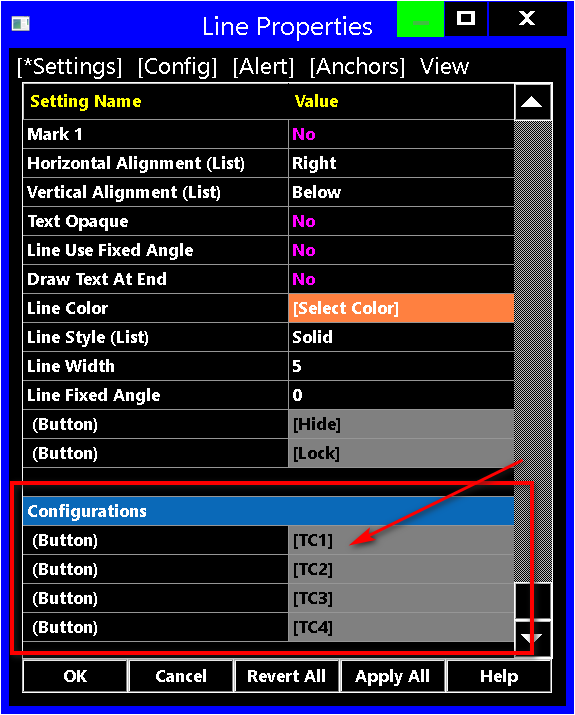 Line Properties
[*Settings] [Config] [Alert] [Anchors] View
Setting Name Value
Mark 1 No
Horizontal Alignment (List) Right
Vertical Alignment (List) Below
Text Opaque No
Line Use Fixed Angle No
Draw Text At End No
Line Color [Select Color]
Line Style (List) Solid
Line Width 5
Line Fixed Angle 0
(Button) [Hide]
(Button) [Lock]
Configurations
(Button) [TC1]
(Button) [TC2]
(Button) [TC3]
(Button) [TC4]
OK Cancel Revert All Apply All Help